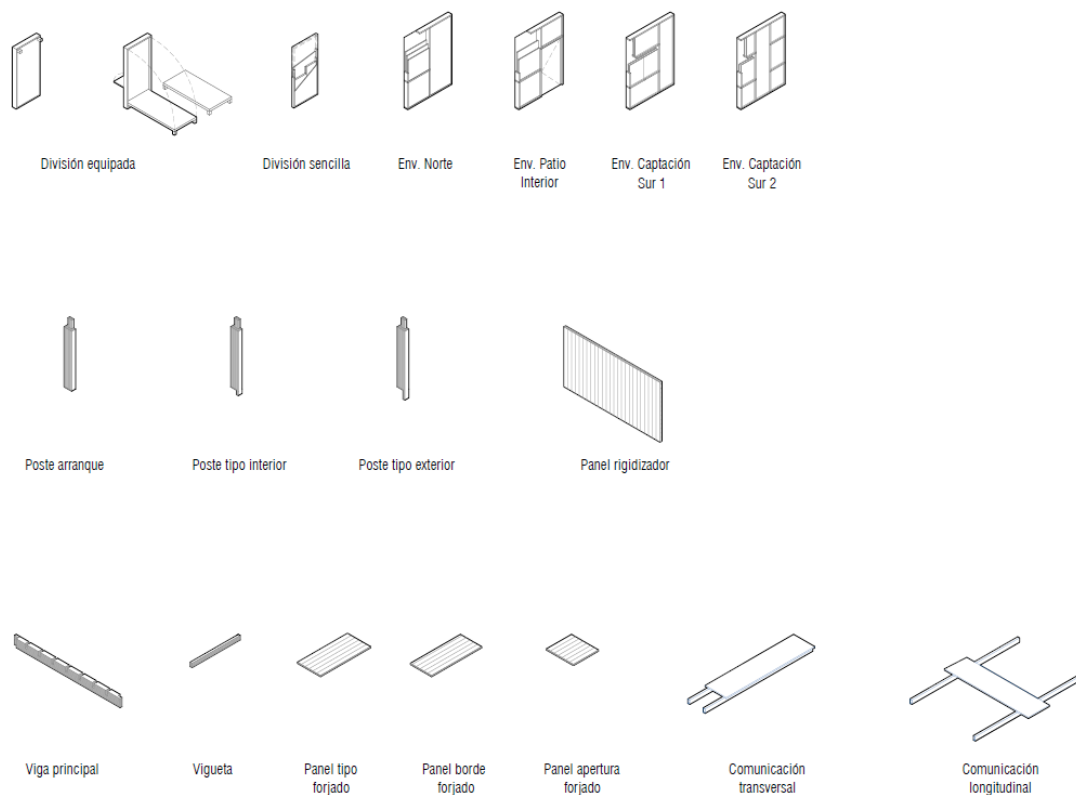 División equipada
División sencilla
Env. Norte
Env. Patio
Interior
Env. Captación
Sur 1
Env. Captación
Sur 2
Poste arranque
Poste tipo interior
Poste tipo exterior
Panel rigidizador
Viga principal
Vigueta
Panel tipo
forjado
Panel borde
forjado
Panel apertura
forjado
Comunicación
transversal
Comunicación
longitudinal